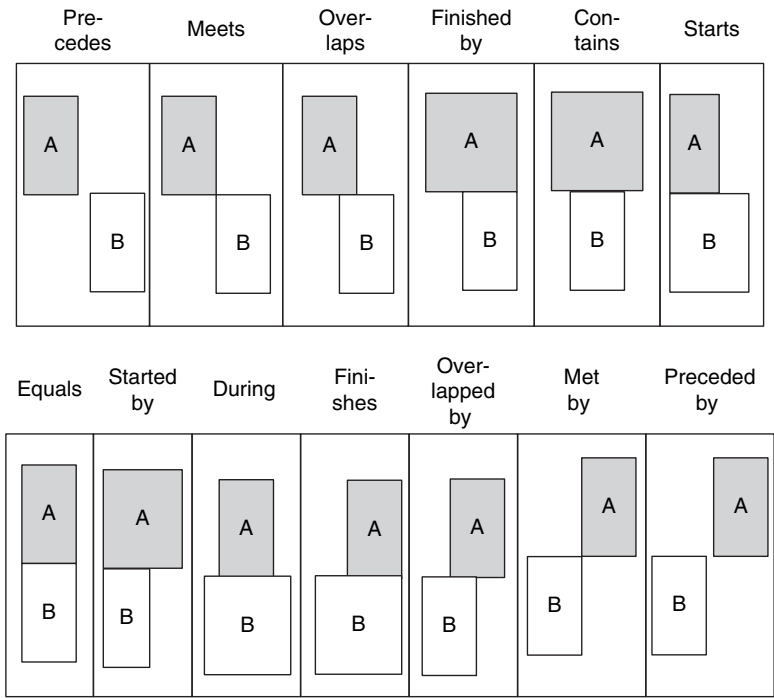 Pre-
cedes
Meets
Over-
laps
Finished
by
Con-
tains
Starts
A
B
A
B
A
B
A
B
A
B
A
B
Equals
Started
by
During
Fini-
shes
Over-
lapped
by
Met
by
Preceded
by
A
B
A
B
A
B
A
B
A
B
A
B
A
B